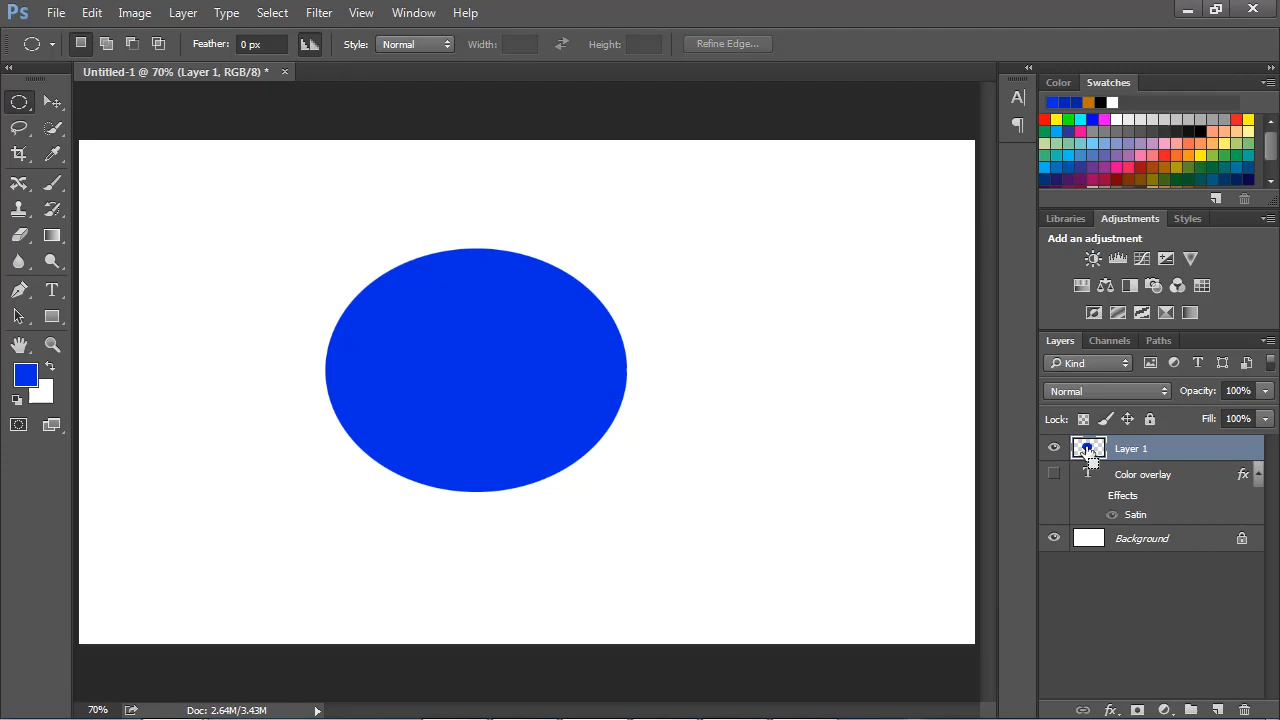 Ps File Edit Image Layer Type Select Filter View Window Help
Feather: 0 px Style: Normal Width: Height: Refine Edge...
Untitled-1 @ 70% (Layer 1, RGB/8) *
Color Swatches
Libraries Adjustments Styles
Add an adjustment
Layers Channels Paths
Kind
Normal Opacity: 100%
Lock: Fill: 100%
Layer 1
Color overlay fx
Effects
Satin
Background
70% Doc: 2.64M/3.43M